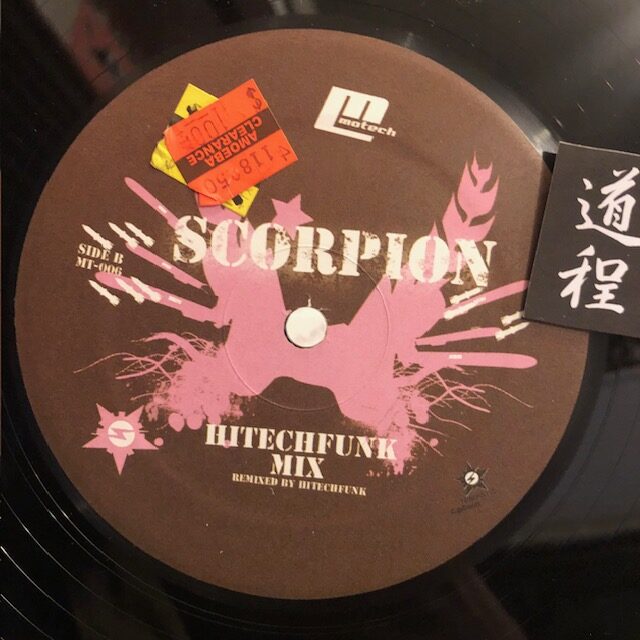 motech
AMOEBA
CLEARANCE
SCORPION
SIDE B
MT-006
道程
HITECHFUNK
MIX
REMIXED BY HITECHFUNK